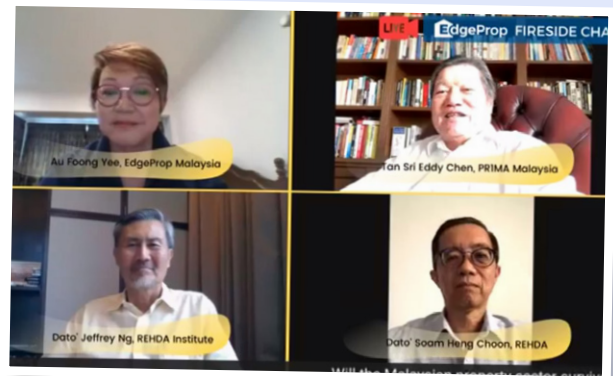 LIVE
EdgeProp FIRESIDE CHA
Au Foong Yee, EdgeProp Malaysia
Tan Sri Eddy Chen, PR1MA Malaysia
Dato' Jeffrey Ng, REHDA Institute
Dato' Soam Heng Choon, REHDA
Will the Malaysian property sector surviv